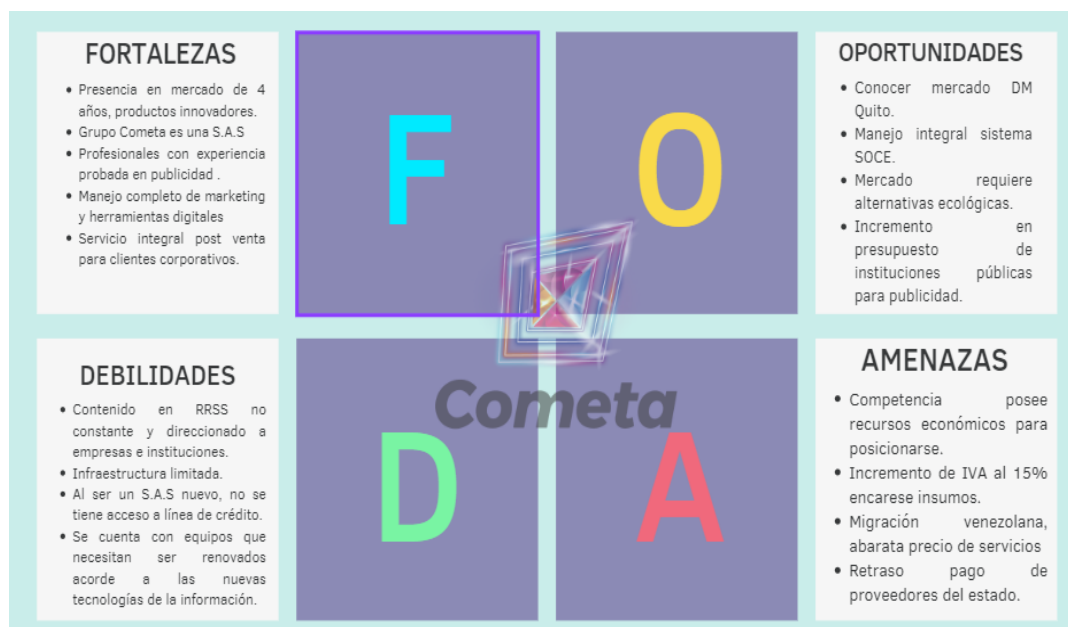 FORTALEZAS
• Presencia en mercado de 4
años, productos innovadores.
• Grupo Cometa es una S.A.S
• Profesionales con experiencia
probada en publicidad .
• Manejo completo de marketing
y herramientas digitales
• Servicio integral post venta
para clientes corporativos.
F
O
OPORTUNIDADES
• Conocer mercado DM
Quito.
• Manejo integral sistema
SOCE.
• Mercado requiere
alternativas ecológicas.
• Incremento en
presupuesto de
instituciones públicas
para publicidad.
Cometa
DEBILIDADES
• Contenido en RRSS no
constante y direccionado a
empresas e instituciones.
• Infraestructura limitada.
• Al ser un S.A.S nuevo, no se
tiene acceso a línea de crédito.
• Se cuenta con equipos que
necesitan ser renovados
acorde a las nuevas
tecnologías de la información.
D
A
AMENAZAS
• Competencia posee
recursos económicos para
posicionarse.
• Incremento de IVA al 15%
encarese insumos.
• Migración venezolana,
abarata precio de servicios
• Retraso pago de
proveedores del estado.